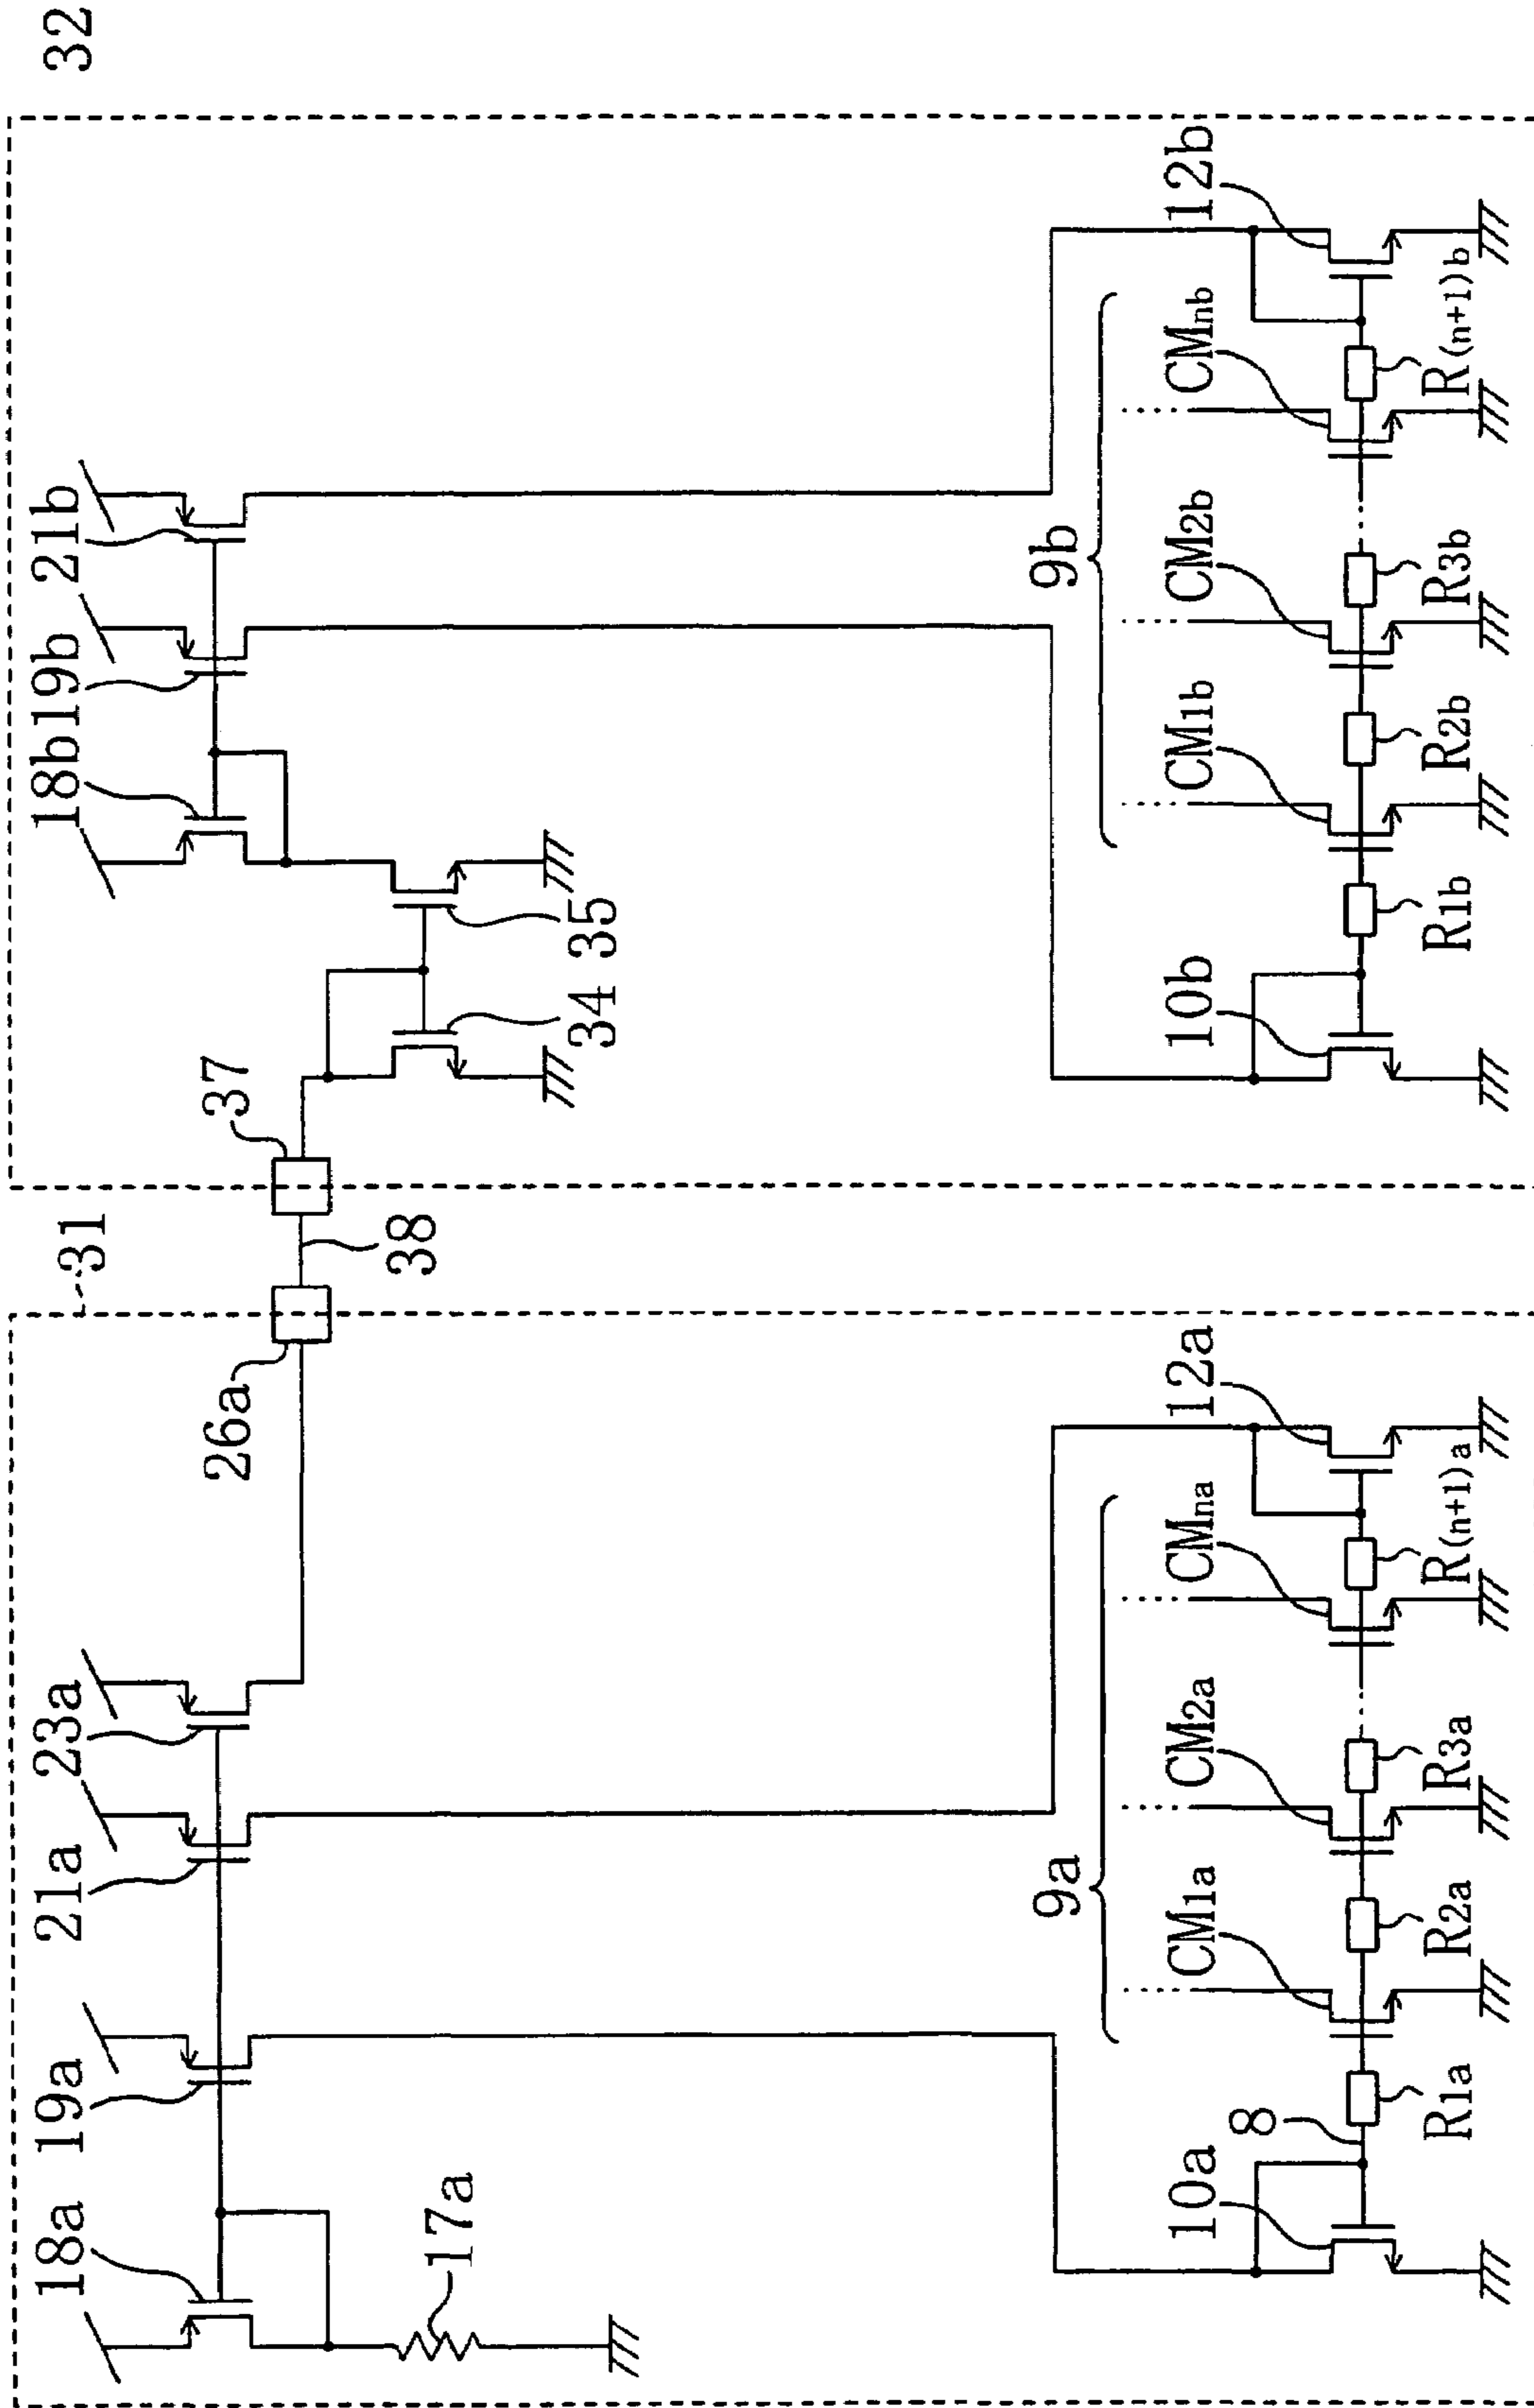 32
31
18a
19a
21a
23a
17a
26a
38
37
34
35
18b
19b
21b
9a
CM1a
CM2a
CMna
10a
8
12a
R1a
R2a
R3a
R(n+1)a
9b
CM1b
CM2b
CMnb
10b
12b
R1b
R2b
R3b
R(n+1)b